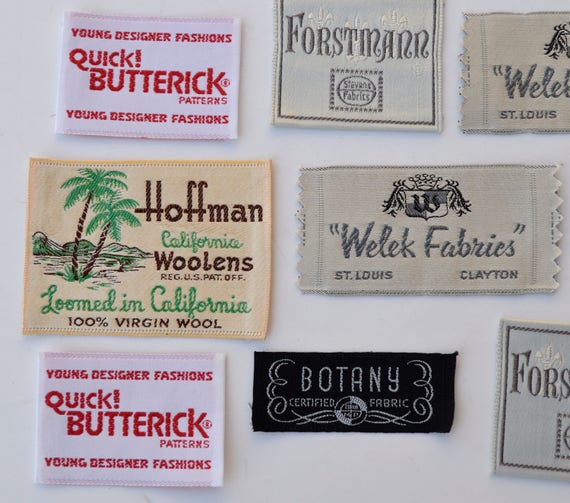 YOUNG DESIGNER FASHIONS
QUICK!
BUTTERICK®
PATTERNS
YOUNG DESIGNER FASHIONS
FORSTMANN
Stevens
Fabrics
"Welek
ST. LOUIS
Hoffman
California
Woolens
REG.U.S.PAT.OFF.
Loomed in California
100% VIRGIN WOOL
"Welek Fabrics"
ST. LOUIS CLAYTON
YOUNG DESIGNER FASHIONS
QUICK!
BUTTERICK®
PATTERNS
YOUNG DESIGNER FASHIONS
BOTANY
CERTIFIED FABRIC
FORS